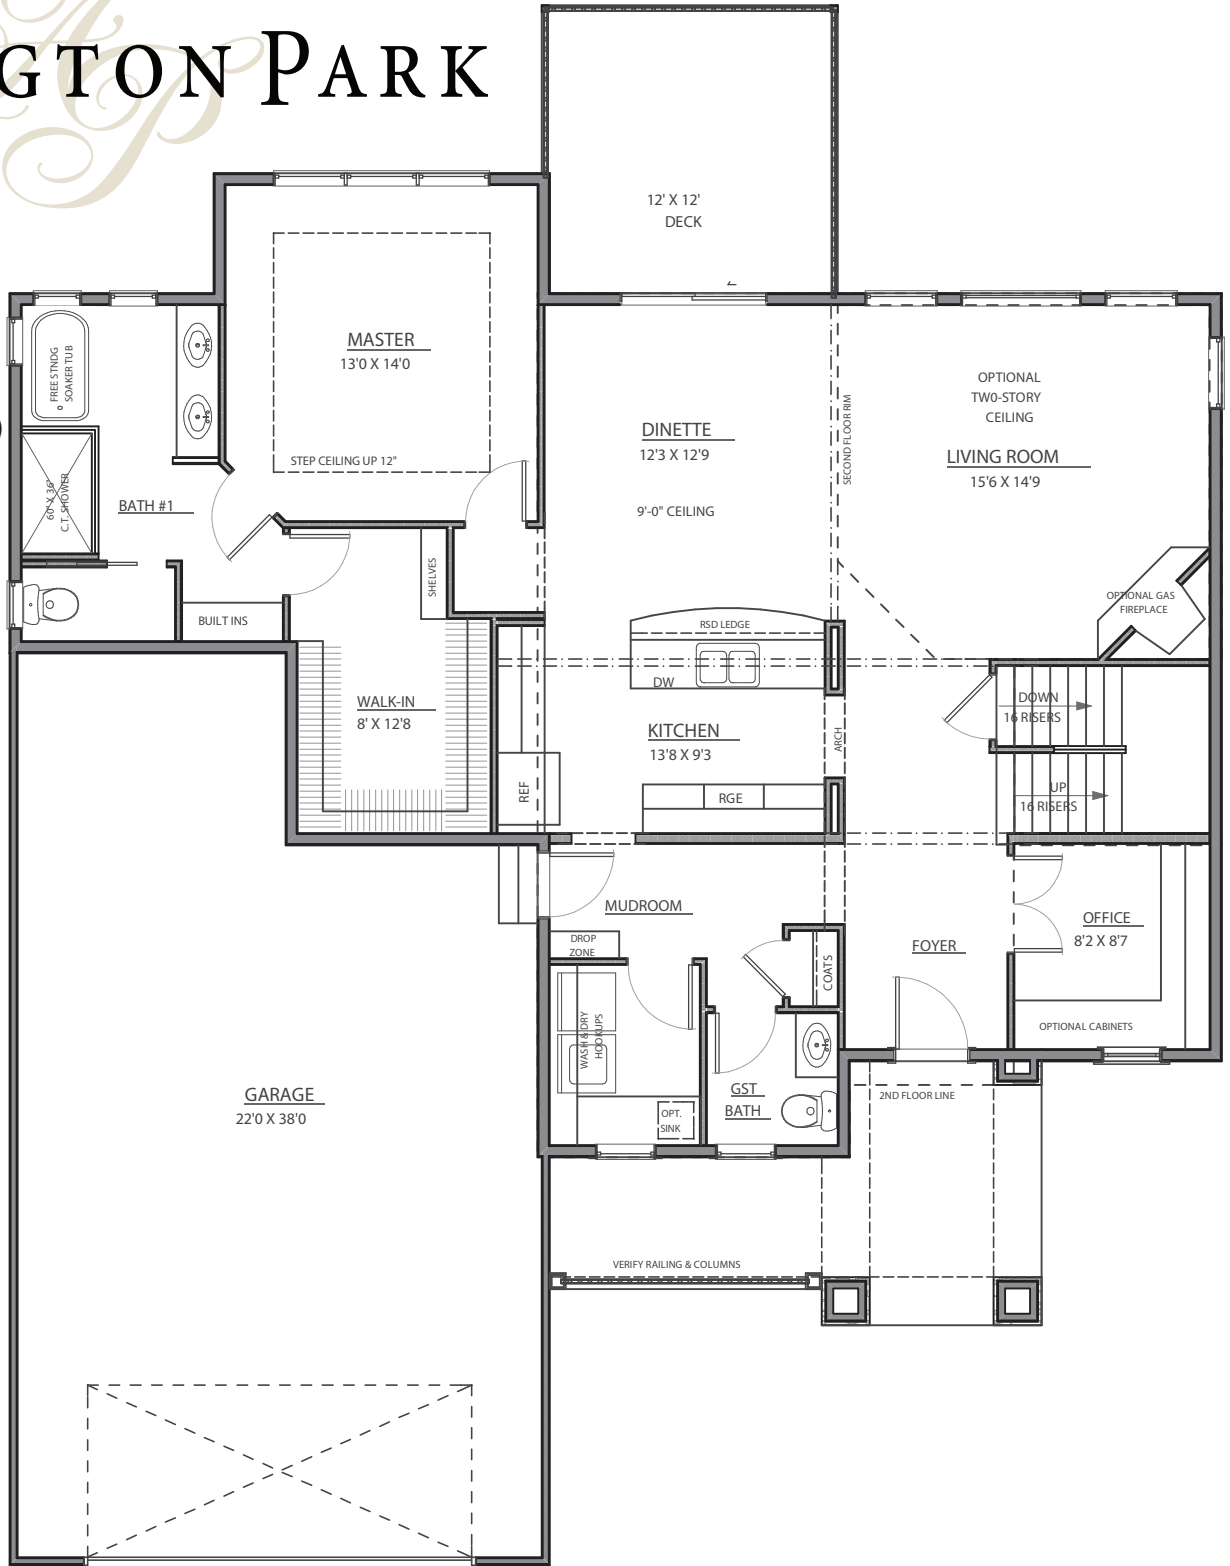 GTON PARK
12' X 12'
DECK
MASTER
13'0 X 14'0
STEP CEILING UP 12"
FREE STNDG
SOAKER TUB
60" X 36"
C.T. SHOWER
BATH #1
BUILT INS
SHELVES
WALK-IN
8' X 12'8
DINETTE
12'3 X 12'9
9'-0" CEILING
SECOND FLOOR RIM
OPTIONAL
TW0-STORY
CEILING
LIVING ROOM
15'6 X 14'9
OPTIONAL GAS
FIREPLACE
RSD LEDGE
DW
KITCHEN
13'8 X 9'3
REF
RGE
ARCH
DOWN
16 RISERS
UP
16 RISERS
MUDROOM
DROP
ZONE
COATS
FOYER
OFFICE
8'2 X 8'7
OPTIONAL CABINETS
WASH & DRY
HOOKUPS
OPT.
SINK
GST
BATH
2ND FLOOR LINE
GARAGE
22'0 X 38'0
VERIFY RAILING & COLUMNS